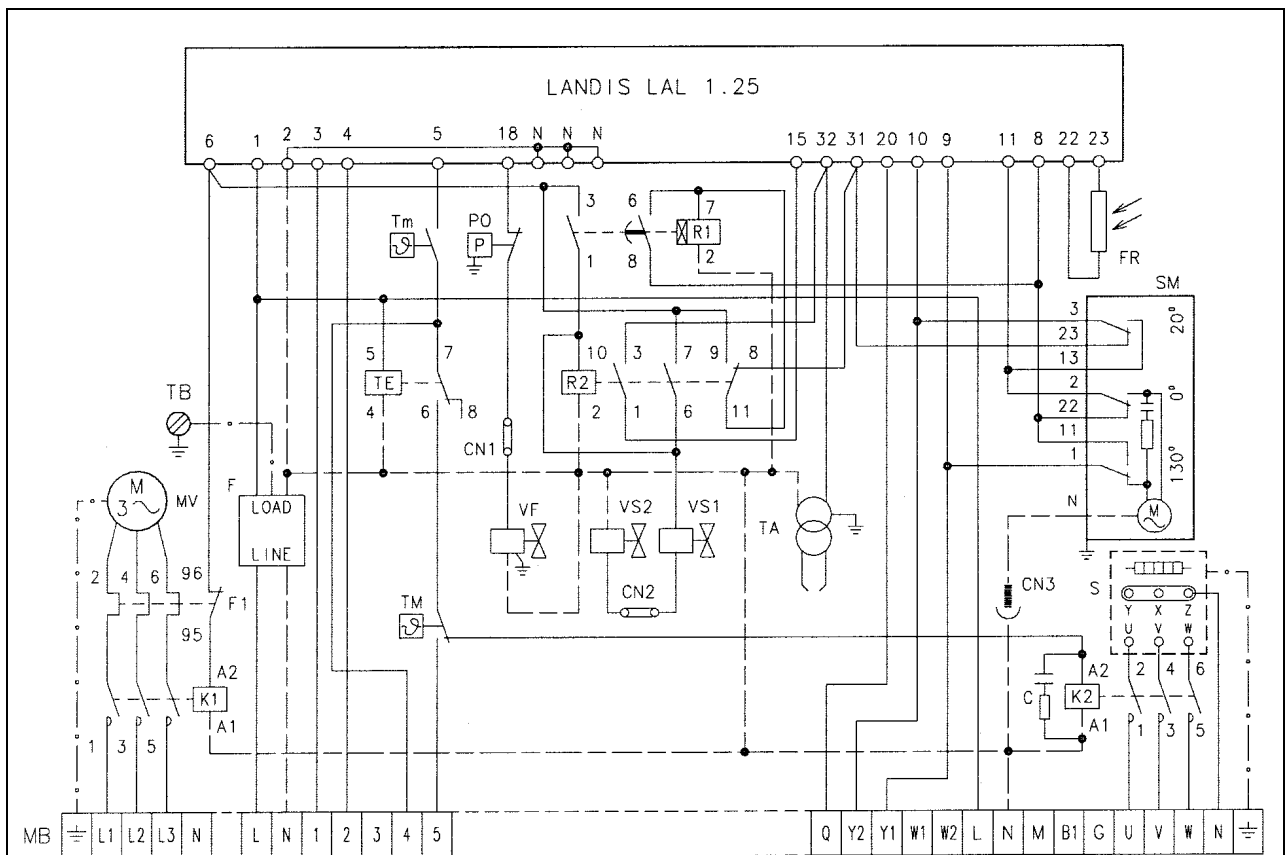 LANDIS LAL 1.25
6 1 2 3 4 5 18 N N N 15 32 31 20 10 9 11 8 22 23
3 6 7
Tm PO P R1
1 8 2 FR
SM
3 20°
23
13
5 7 10 3 7 9 8 2 0°
TE R2 22
TB 4 6 8 2 1 6 11 11
CN1 1 130°
F N M
M 3 MV LOAD VF VS2 VS1 TA
LINE
2 4 6 96 CN3 S
F1 CN2 Y X Z
TM U V W
95
A2 A2 2 4 6
K1 C K2
A1 A1
1 3 5 1 3 5
MB L1 L2 L3 N L N 1 2 3 4 5 Q Y2 Y1 W1 W2 L N M B1 G U V W N